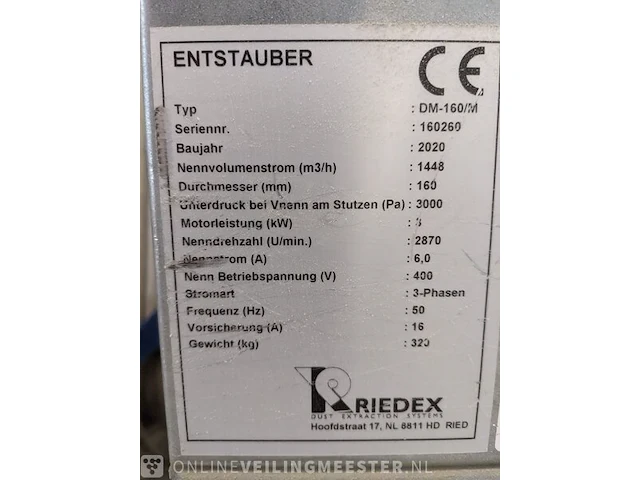 ENTSTAUBER CE
Typ : DM-160/M
Seriennr. : 160260
Baujahr : 2020
Nennvolumenstrom (m3/h) : 1448
Durchmesser (mm) : 160
Unterdruck bei Vnenn am Stutzen (Pa) : 3000
Motorleistung (kW) : 3
Nenndrehzahl (U/min.) : 2870
Nennstrom (A) : 6,0
Nenn Betriebspannung (V) : 400
Stromart : 3-Phasen
Frequenz (Hz) : 50
Vorsicherung (A) : 16
Gewicht (kg) : 320
RIEDEX
DUST EXTRACTION SYSTEMS
Hoofdstraat 17, NL 8811 HD RIED
ONLINEVEILINGMEESTER.NL